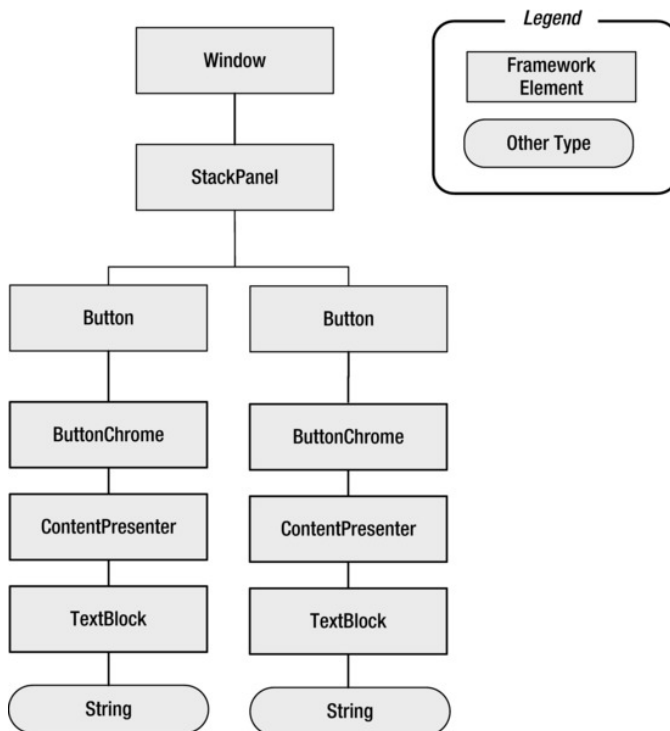 Legend
Window
Framework
Element
Other Type
StackPanel
Button
Button
ButtonChrome
ButtonChrome
ContentPresenter
ContentPresenter
TextBlock
TextBlock
String
String